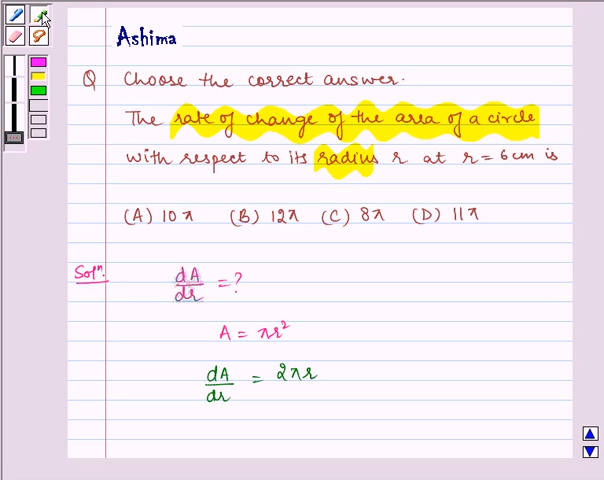 Ashima
Q Choose the correct answer.
The rate of change of the area of a circle
with respect to its radius r at r = 6 cm is
(A) 10 π (B) 12π (C) 8π (D) 11π
Solⁿ.
dA/dr = ?
A = πr²
dA/dr = 2πr